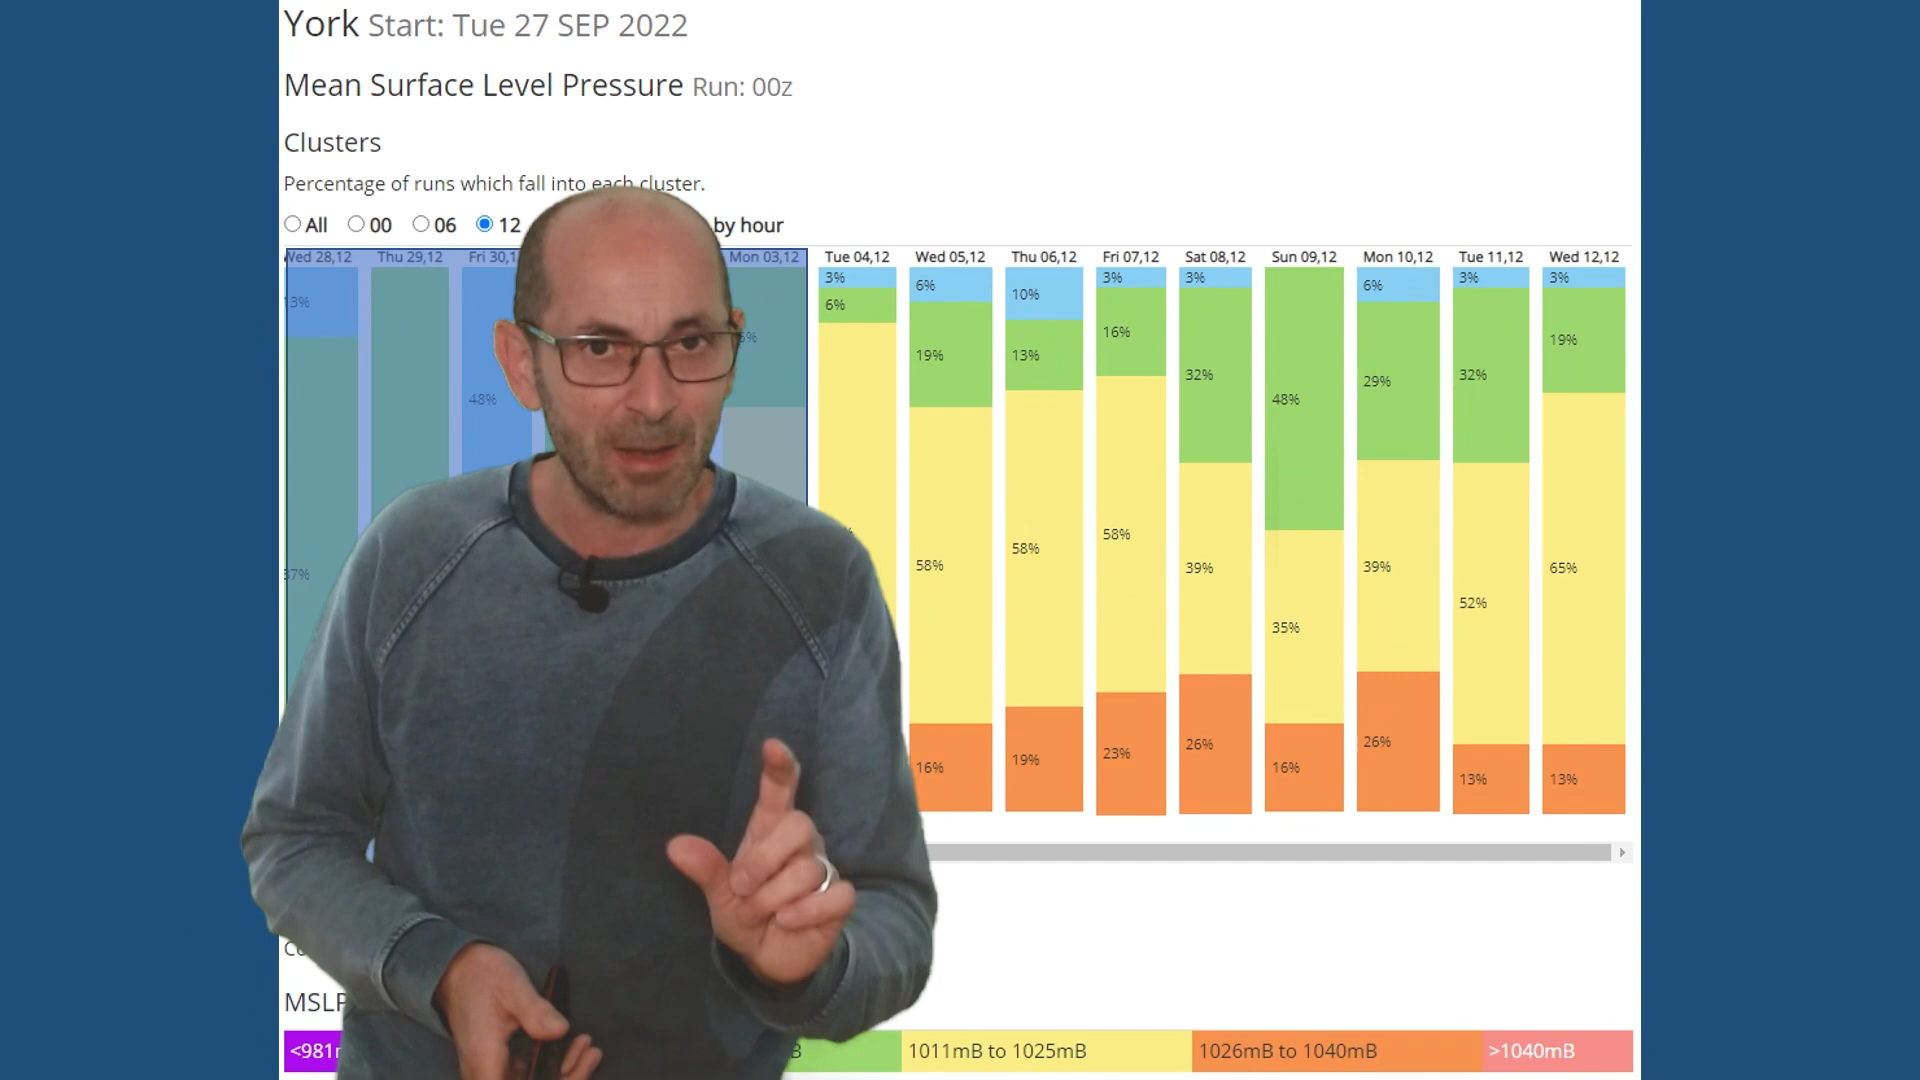 York Start: Tue 27 SEP 2022
Mean Surface Level Pressure Run: 00z
Clusters
Percentage of runs which fall into each cluster.
All 00 06 12 by hour
Wed 28,12 Thu 29,12 Fri 30,1 Mon 03,12 Tue 04,12 Wed 05,12 Thu 06,12 Fri 07,12 Sat 08,12 Sun 09,12 Mon 10,12 Tue 11,12 Wed 12,12
3% 3% 3% 3% 3%
6% 6%
13% 10%
6%
16%
19% 13% 19%
32% 29% 32%
48% 48%
58% 58% 58% 39% 39% 65%
52%
35%
16% 19% 23% 26% 16% 26% 13% 13%
MSLP
<981m B 1011mB to 1025mB 1026mB to 1040mB >1040mB